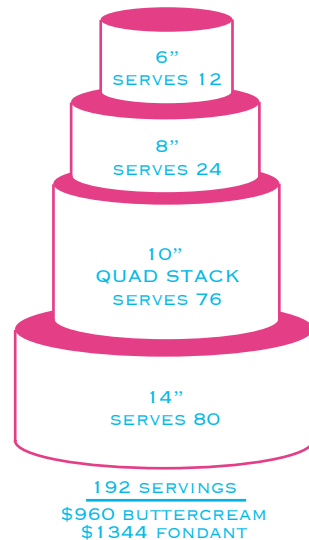 6”
SERVES 12
8”
SERVES 24
10”
QUAD STACK
SERVES 76
14”
SERVES 80
192 SERVINGS
$960 BUTTERCREAM
$1344 FONDANT